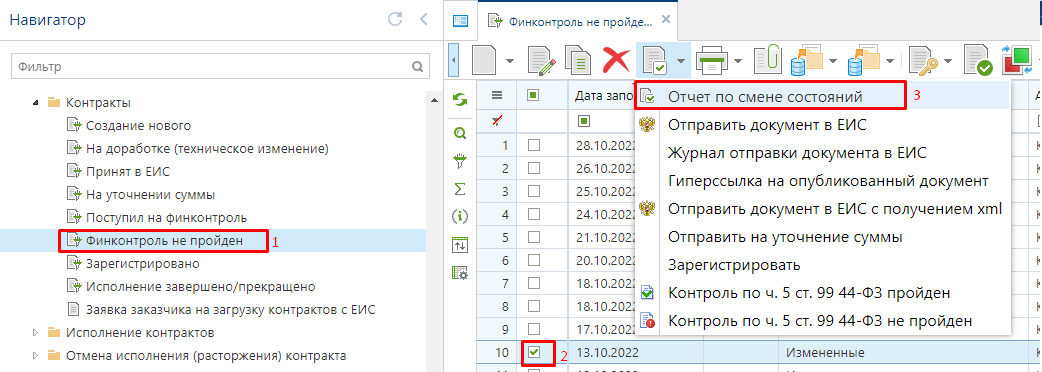 Навигатор
Фильтр
Контракты
Создание нового
На доработке (техническое изменение)
Принят в ЕИС
На уточнении суммы
Поступил на финконтроль
Финконтроль не пройден
1
Зарегистрировано
Исполнение завершено/прекращено
Заявка заказчика на загрузку контрактов с ЕИС
Исполнение контрактов
Отмена исполнения (расторжения) контракта
Финконтроль не пройде...
Дата запо
Отчет по смене состояний
3
Отправить документ в ЕИС
Журнал отправки документа в ЕИС
Гиперссылка на опубликованный документ
Отправить документ в ЕИС с получением xml
Отправить на уточнение суммы
Зарегистрировать
Контроль по ч. 5 ст. 99 44-ФЗ пройден
Контроль по ч. 5 ст. 99 44-ФЗ не пройден
1 28.10.2022
2 26.10.2022
3 25.10.2022
4 24.10.2022
5 21.10.2022
6 20.10.2022
7 18.10.2022
8 18.10.2022
9 17.10.2022
10 2 13.10.2022 Измененные